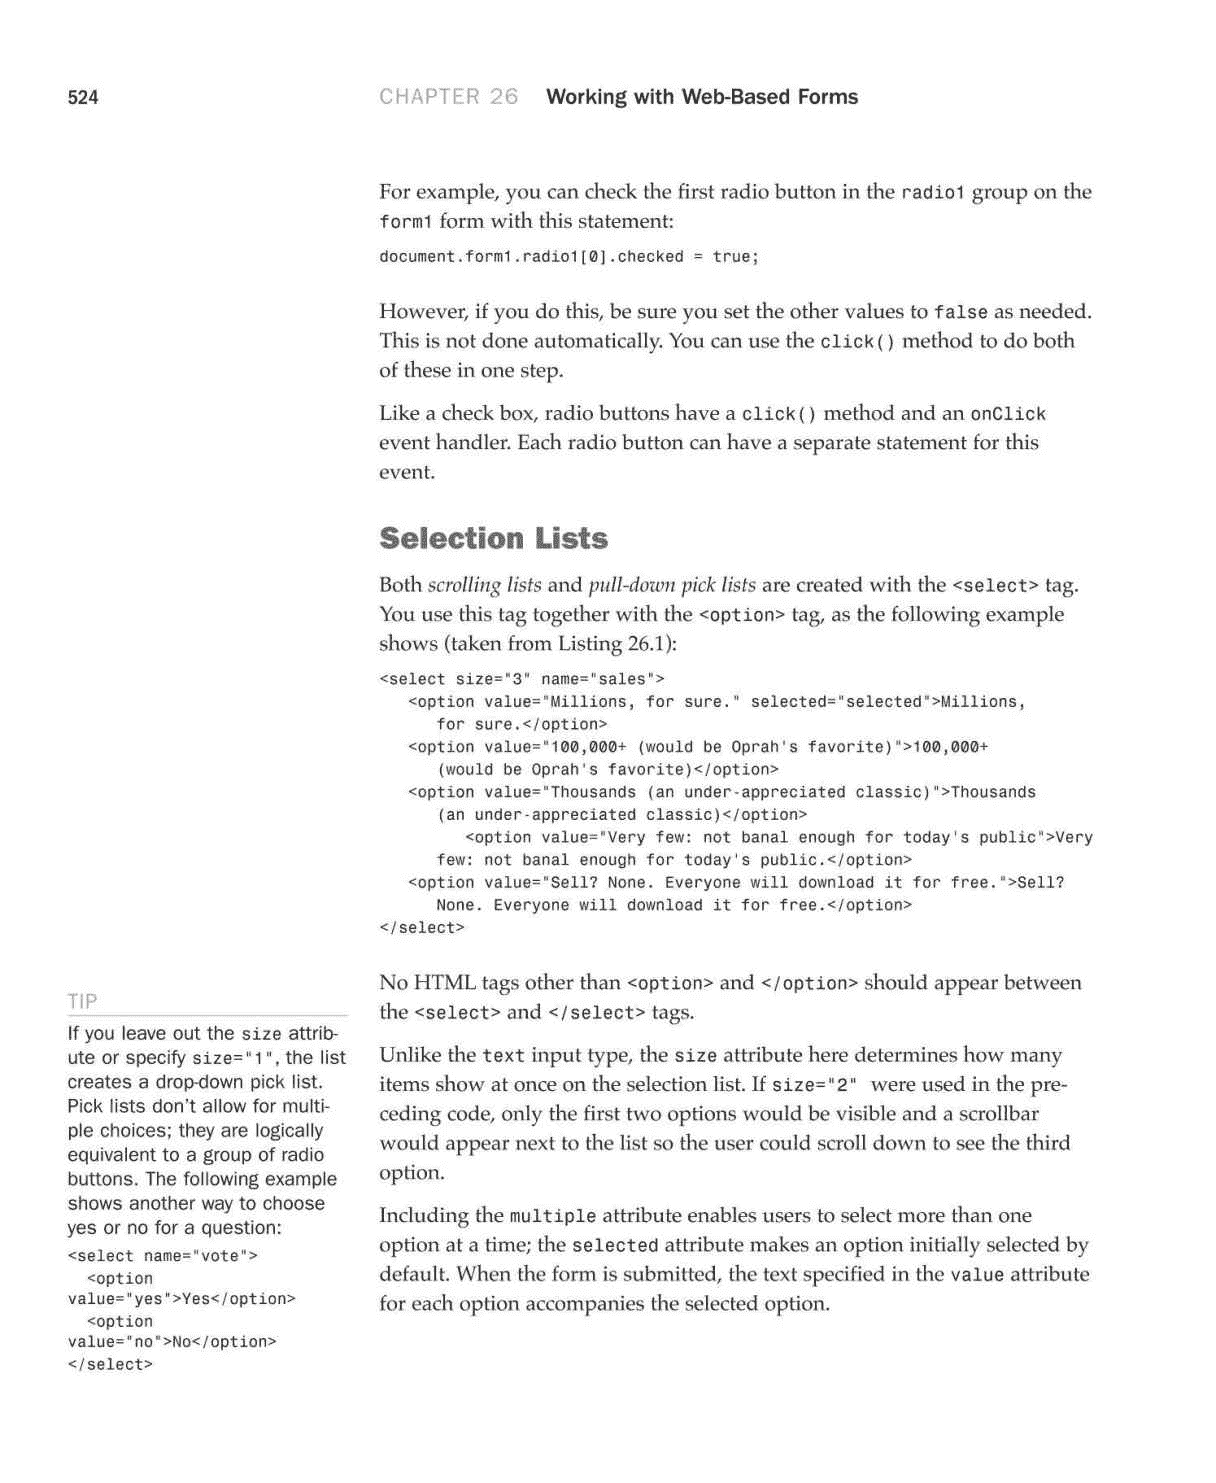 524
CHAPTER 26 Working with Web-Based Forms
For example, you can check the first radio button in the radio1 group on the
form1 form with this statement:
document.form1.radio1[0].checked = true;
However, if you do this, be sure you set the other values to false as needed.
This is not done automatically. You can use the click() method to do both
of these in one step.
Like a check box, radio buttons have a click() method and an onClick
event handler. Each radio button can have a separate statement for this
event.
Selection Lists
Both scrolling lists and pull-down pick lists are created with the <select> tag.
You use this tag together with the <option> tag, as the following example
shows (taken from Listing 26.1):
<select size="3" name="sales">
<option value="Millions, for sure." selected="selected">Millions,
for sure.</option>
<option value="100,000+ (would be Oprah's favorite)">100,000+
(would be Oprah's favorite)</option>
<option value="Thousands (an under-appreciated classic)">Thousands
(an under-appreciated classic)</option>
<option value="Very few: not banal enough for today's public">Very
few: not banal enough for today's public.</option>
<option value="Sell? None. Everyone will download it for free.">Sell?
None. Everyone will download it for free.</option>
</select>
No HTML tags other than <option> and </option> should appear between
the <select> and </select> tags.
Unlike the text input type, the size attribute here determines how many
items show at once on the selection list. If size="2" were used in the pre-
ceding code, only the first two options would be visible and a scrollbar
would appear next to the list so the user could scroll down to see the third
option.
Including the multiple attribute enables users to select more than one
option at a time; the selected attribute makes an option initially selected by
default. When the form is submitted, the text specified in the value attribute
for each option accompanies the selected option.
TIP
If you leave out the size attrib-
ute or specify size="1", the list
creates a drop-down pick list.
Pick lists don't allow for multi-
ple choices; they are logically
equivalent to a group of radio
buttons. The following example
shows another way to choose
yes or no for a question:
<select name="vote">
<option
value="yes">Yes</option>
<option
value="no">No</option>
</select>